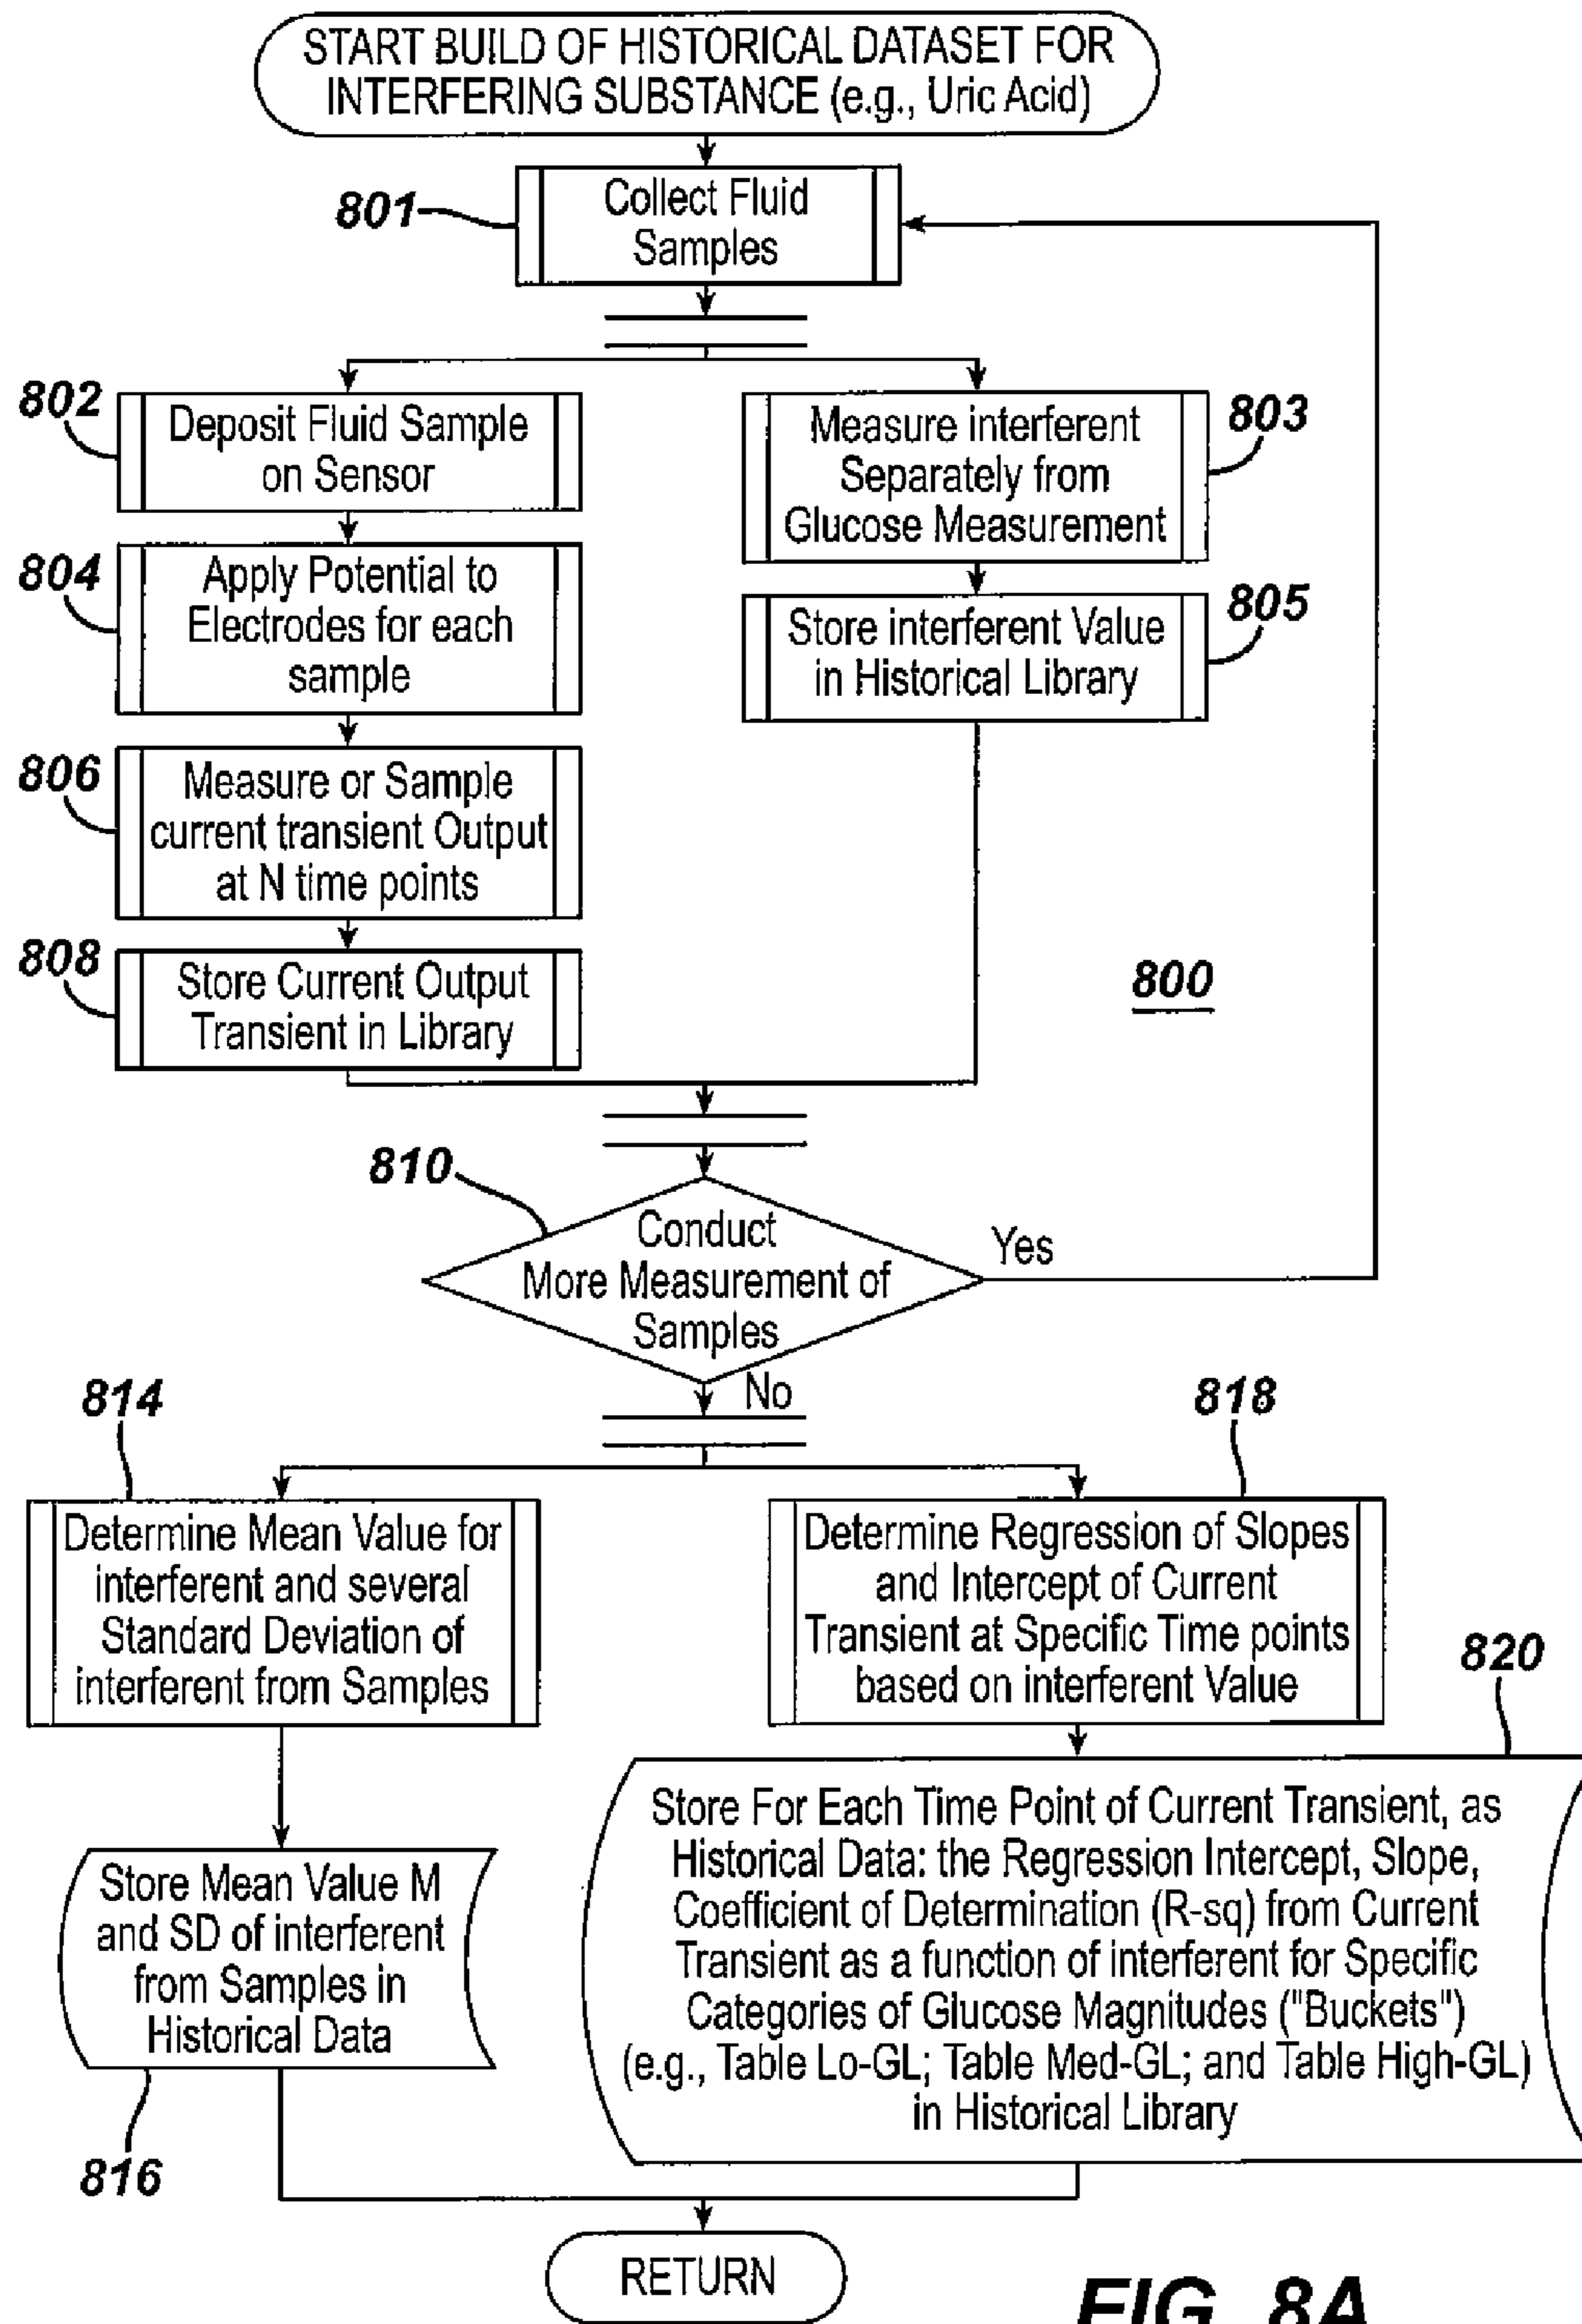 START BUILD OF HISTORICAL DATASET FOR
INTERFERING SUBSTANCE (e.g., Uric Acid)
801
Collect Fluid
Samples
802
Deposit Fluid Sample
on Sensor
803
Measure interferent
Separately from
Glucose Measurement
804
Apply Potential to
Electrodes for each
sample
805
Store interferent Value
in Historical Library
806
Measure or Sample
current transient Output
at N time points
808
Store Current Output
Transient in Library
800
810
Conduct
More Measurement of
Samples
Yes
No
814
Determine Mean Value for
interferent and several
Standard Deviation of
interferent from Samples
818
Determine Regression of Slopes
and Intercept of Current
Transient at Specific Time points
based on interferent Value
820
Store Mean Value M
and SD of interferent
from Samples in
Historical Data
816
Store For Each Time Point of Current Transient, as
Historical Data: the Regression Intercept, Slope,
Coefficient of Determination (R-sq) from Current
Transient as a function of interferent for Specific
Categories of Glucose Magnitudes ("Buckets")
(e.g., Table Lo-GL; Table Med-GL; and Table High-GL)
in Historical Library
RETURN
FIG. 8A